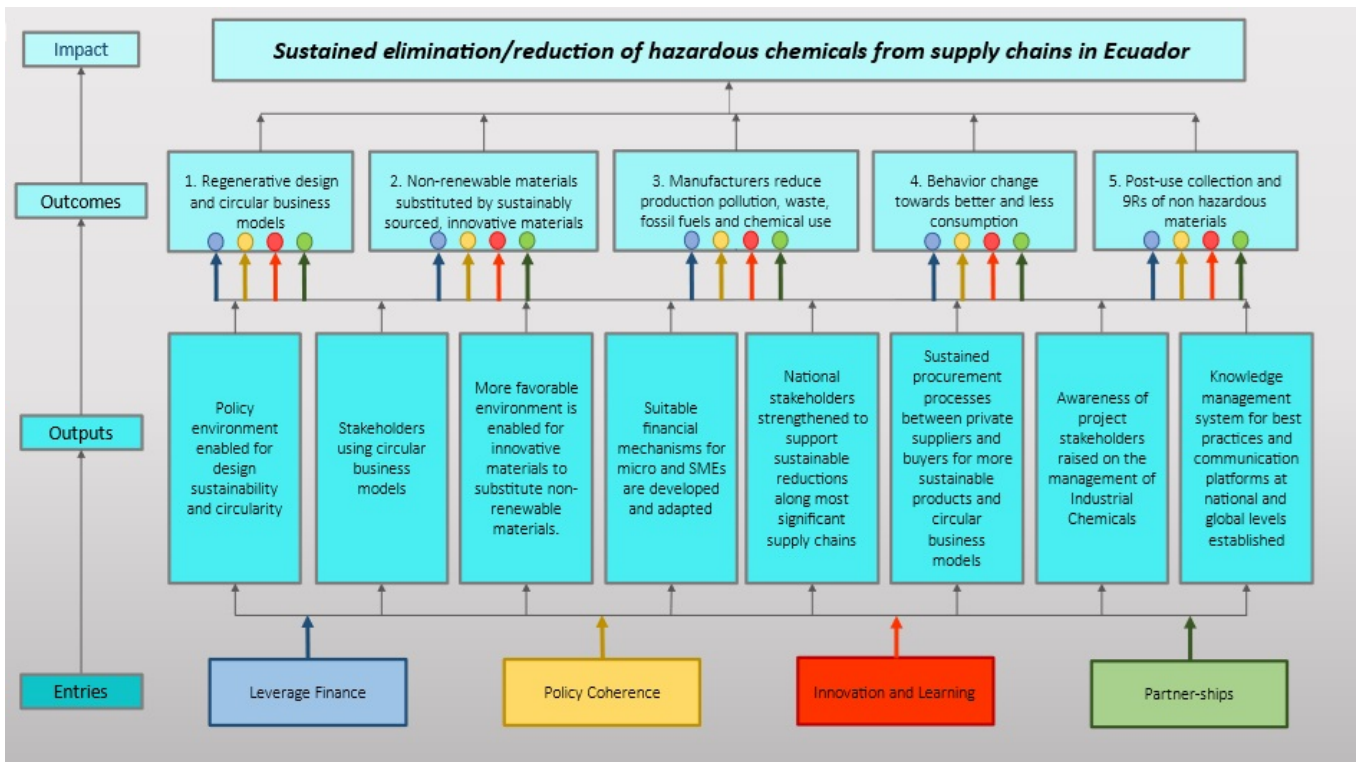 Impact
Sustained elimination/reduction of hazardous chemicals from supply chains in Ecuador
Outcomes
1. Regenerative design
and circular business
models
2. Non-renewable materials
substituted by sustainably
sourced, innovative materials
3. Manufacturers reduce
production pollution, waste,
fossil fuels and chemical use
4. Behavior change
towards better and less
consumption
5. Post-use collection and
9Rs of non hazardous
materials
Outputs
Policy
environment
enabled for
design
sustainability
and circularity
Stakeholders
using circular
business
models
More favorable
environment is
enabled for
innovative
materials to
substitute non-
renewable
materials.
Suitable
financial
mechanisms for
micro and SMEs
are developed
and adapted
National
stakeholders
strengthened to
support
sustainable
reductions
along most
significant
supply chains
Sustained
procurement
processes
between private
suppliers and
buyers for more
sustainable
products and
circular
business
models
Awareness of
project
stakeholders
raised on the
management of
Industrial
Chemicals
Knowledge
management
system for best
practices and
communication
platforms at
national and
global levels
established
Entries
Leverage Finance
Policy Coherence
Innovation and Learning
Partner-ships